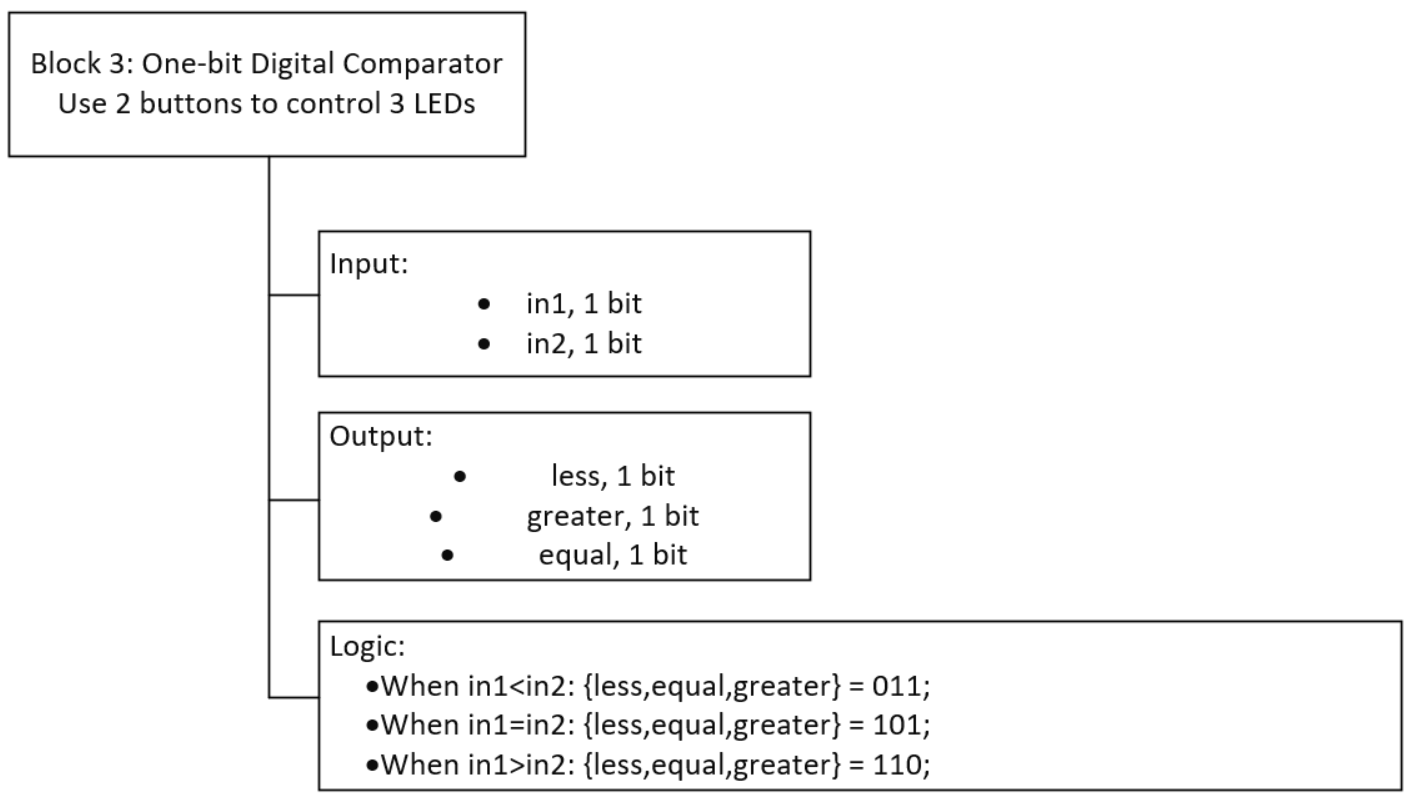 Block 3: One-bit Digital Comparator
Use 2 buttons to control 3 LEDs
Input:
• in1, 1 bit
• in2, 1 bit
Output:
• less, 1 bit
• greater, 1 bit
• equal, 1 bit
Logic:
•When in1<in2: {less,equal,greater} = 011;
•When in1=in2: {less,equal,greater} = 101;
•When in1>in2: {less,equal,greater} = 110;